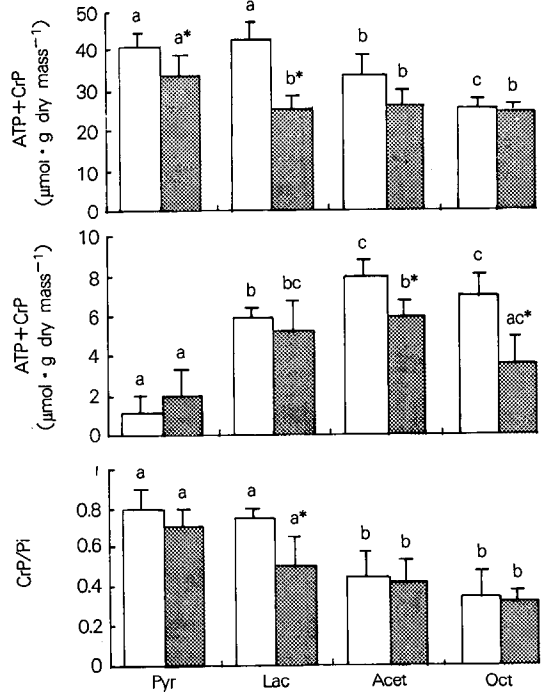 ATP+CrP
(μmol · g dry mass⁻¹)
50
40
30
20
10
0
a
a*
a
b*
b
b
c
b
ATP+CrP
(μmol · g dry mass⁻¹)
10
8
6
4
2
0
a
a
b
bc
c
b*
c
ac*
CrP/Pi
1
0.8
0.6
0.4
0.2
0
a
a
a
a*
b
b
b
b
Pyr
Lac
Acet
Oct